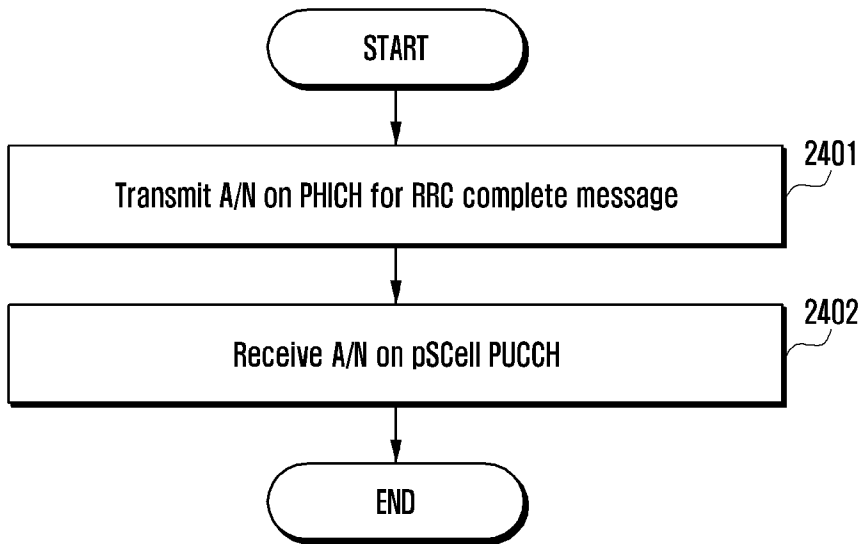 START
2401
Transmit A/N on PHICH for RRC complete message
2402
Receive A/N on pSCell PUCCH
END